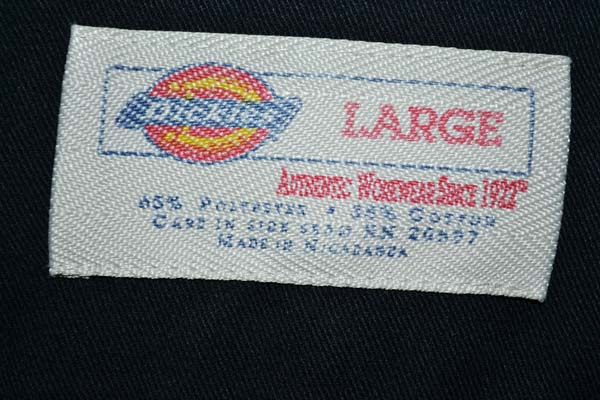 Dickies
LARGE
AUTHENTIC WORKWEAR SINCE 1922
65% POLYESTER 35% COTTON
CARE IN SIDE SEAM RN 20697
MADE IN NICARAGUA